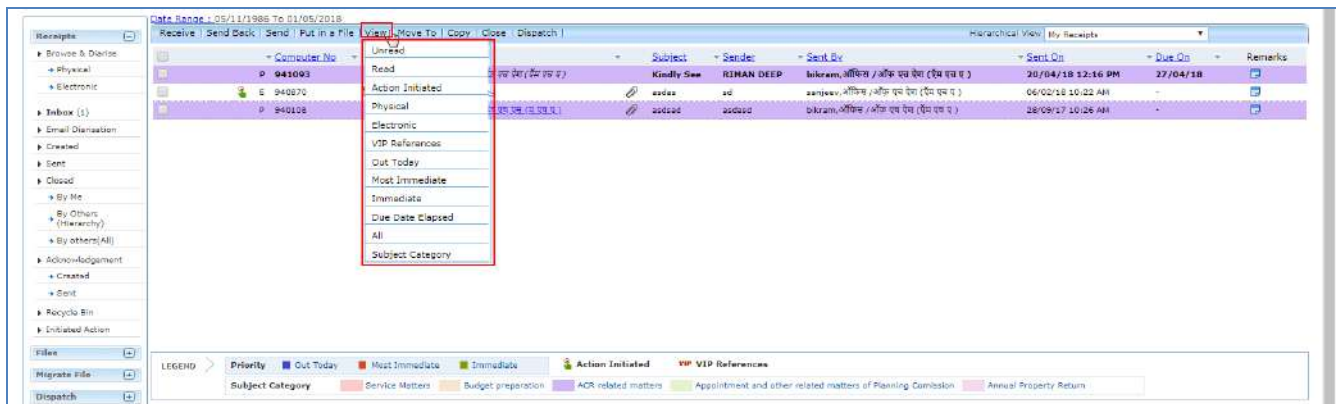 Date Range : 05/11/1986 To 01/05/2018
Receipts
Receive | Send Back | Send | Put in a File | View | Move To | Copy | Close | Dispatch |
Hierarchical View My Receipts
Browse & Diarise
Physical
Electronic
Inbox (1)
Email Diarisation
Created
Sent
Closed
By Me
By Others (Hierarchy)
By others(All)
Acknowledgement
Created
Sent
Recycle Bin
Initiated Action
Files
Migrate File
Dispatch
Computer No
Subject
Sender
Sent By
Sent On
Due On
Remarks
P 941093
Kindly See
RIMAN DEEP
bikram,
20/04/18 12:16 PM
27/04/18
E 940870
asdas
sd
sanjeev,
06/02/18 10:22 AM
-
P 940108
asdsad
asdasd
bikram,
28/09/17 10:26 AM
-
Unread
Read
Action Initiated
Physical
Electronic
VIP References
Out Today
Most Immediate
Immediate
Due Date Elapsed
All
Subject Category
LEGEND
Priority Out Today Most Immediate Immediate Action Initiated VIP VIP References
Subject Category Service Matters Budget preparation ACR related matters Appointment and other related matters of Planning Comission Annual Property Return